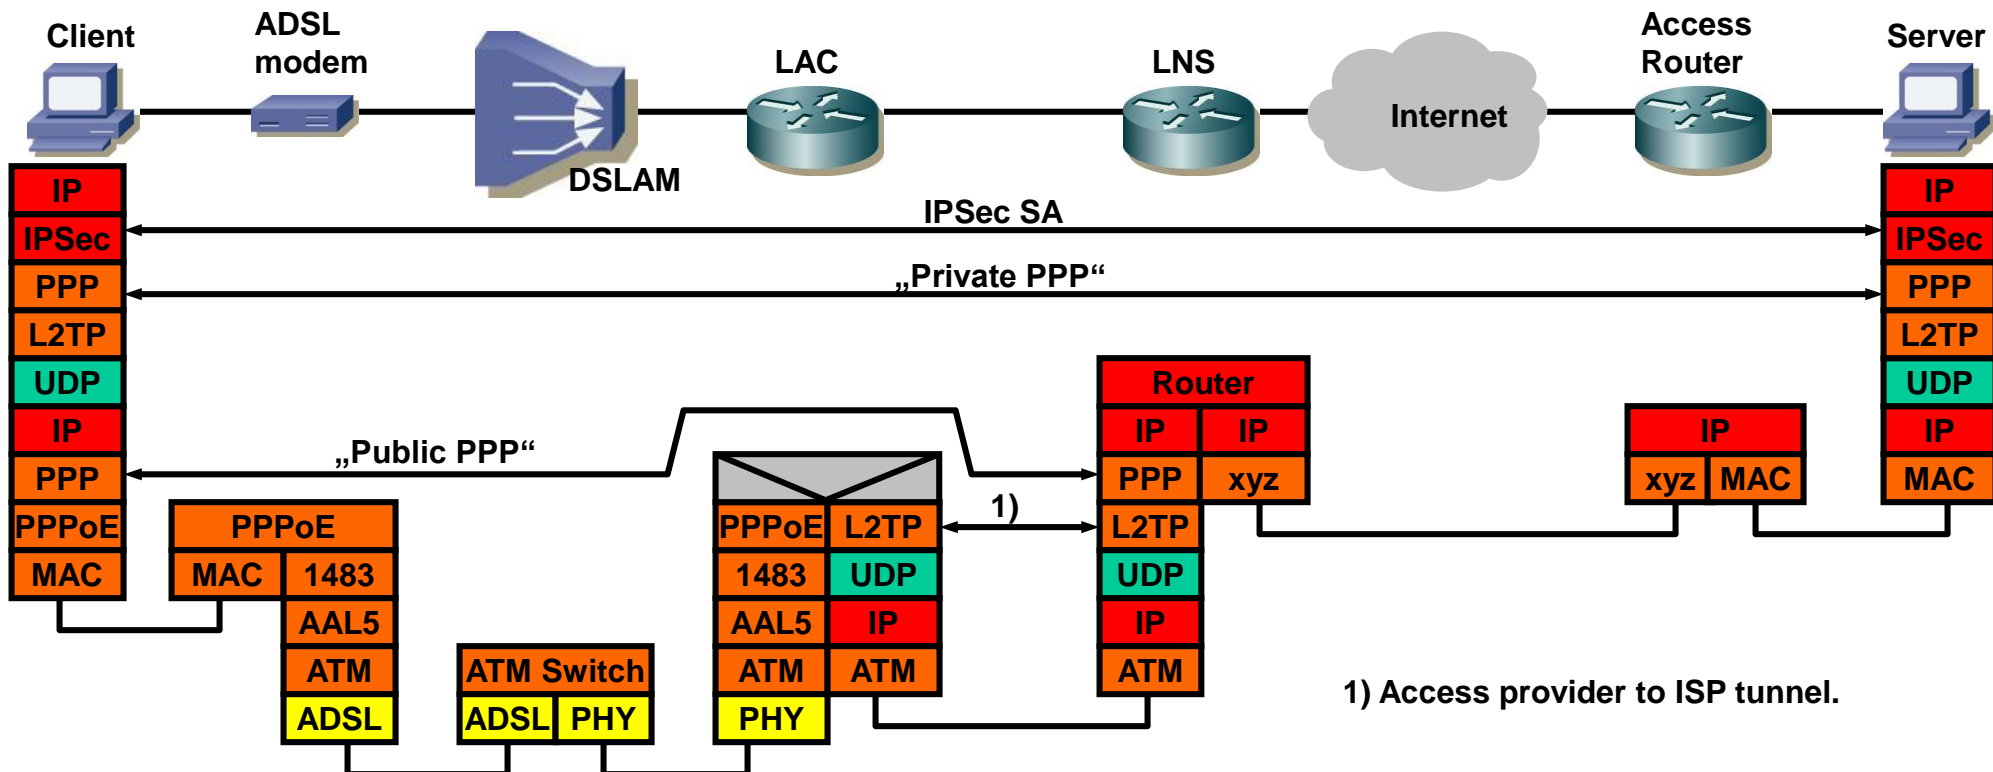 Client
ADSL
modem
DSLAM
LAC
LNS
Internet
Access
Router
Server
IP
IPSec
PPP
L2TP
UDP
IP
PPP
PPPoE
MAC
IPSec SA
„Private PPP“
„Public PPP“
1)
PPPoE
MAC 1483
AAL5
ATM
ADSL
ATM Switch
ADSL PHY
PPPoE L2TP
1483 UDP
AAL5 IP
ATM ATM
PHY
Router
IP IP
PPP xyz
L2TP
UDP
IP
ATM
IP
xyz MAC
IP
IPSec
PPP
L2TP
UDP
IP
MAC
1) Access provider to ISP tunnel.